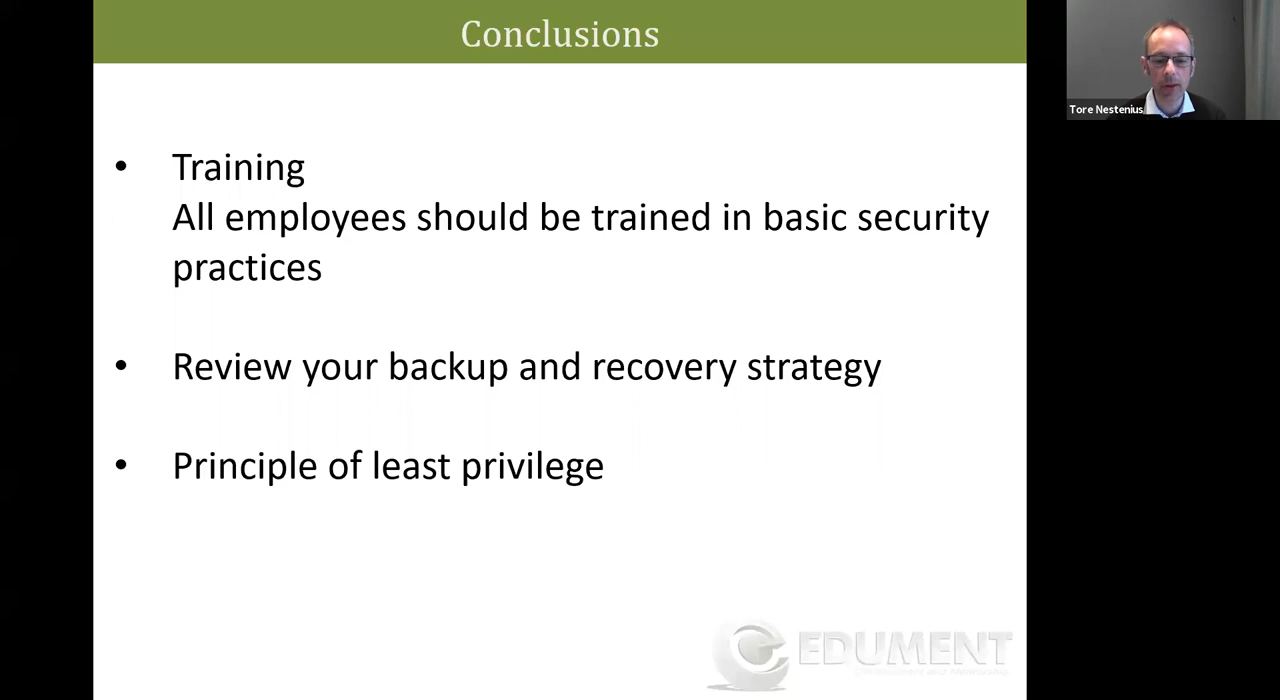 Conclusions
Tore Nestenius
• Training
All employees should be trained in basic security
practices
• Review your backup and recovery strategy
• Principle of least privilege
EDUMENT